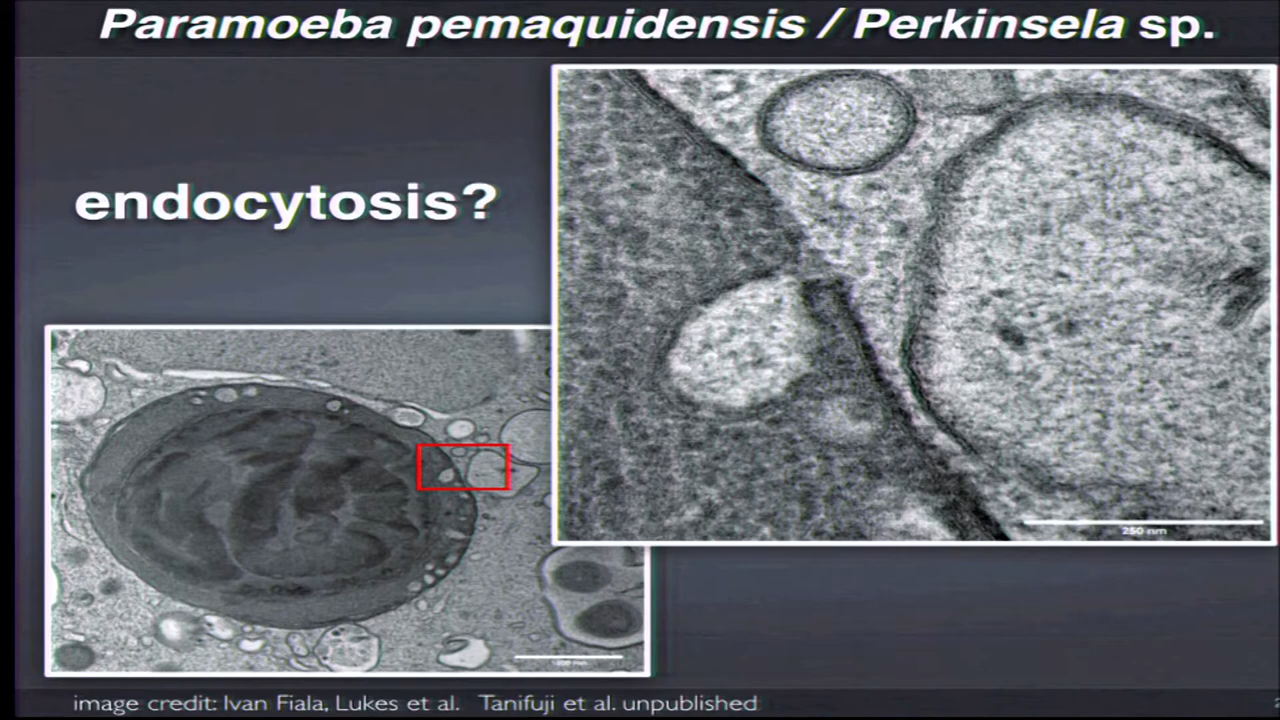 Paramoeba pemaquidensis / Perkinsela sp.
endocytosis?
250 nm
image credit: Ivan Fiala, Lukes et al. Tanifuji et al. unpublished